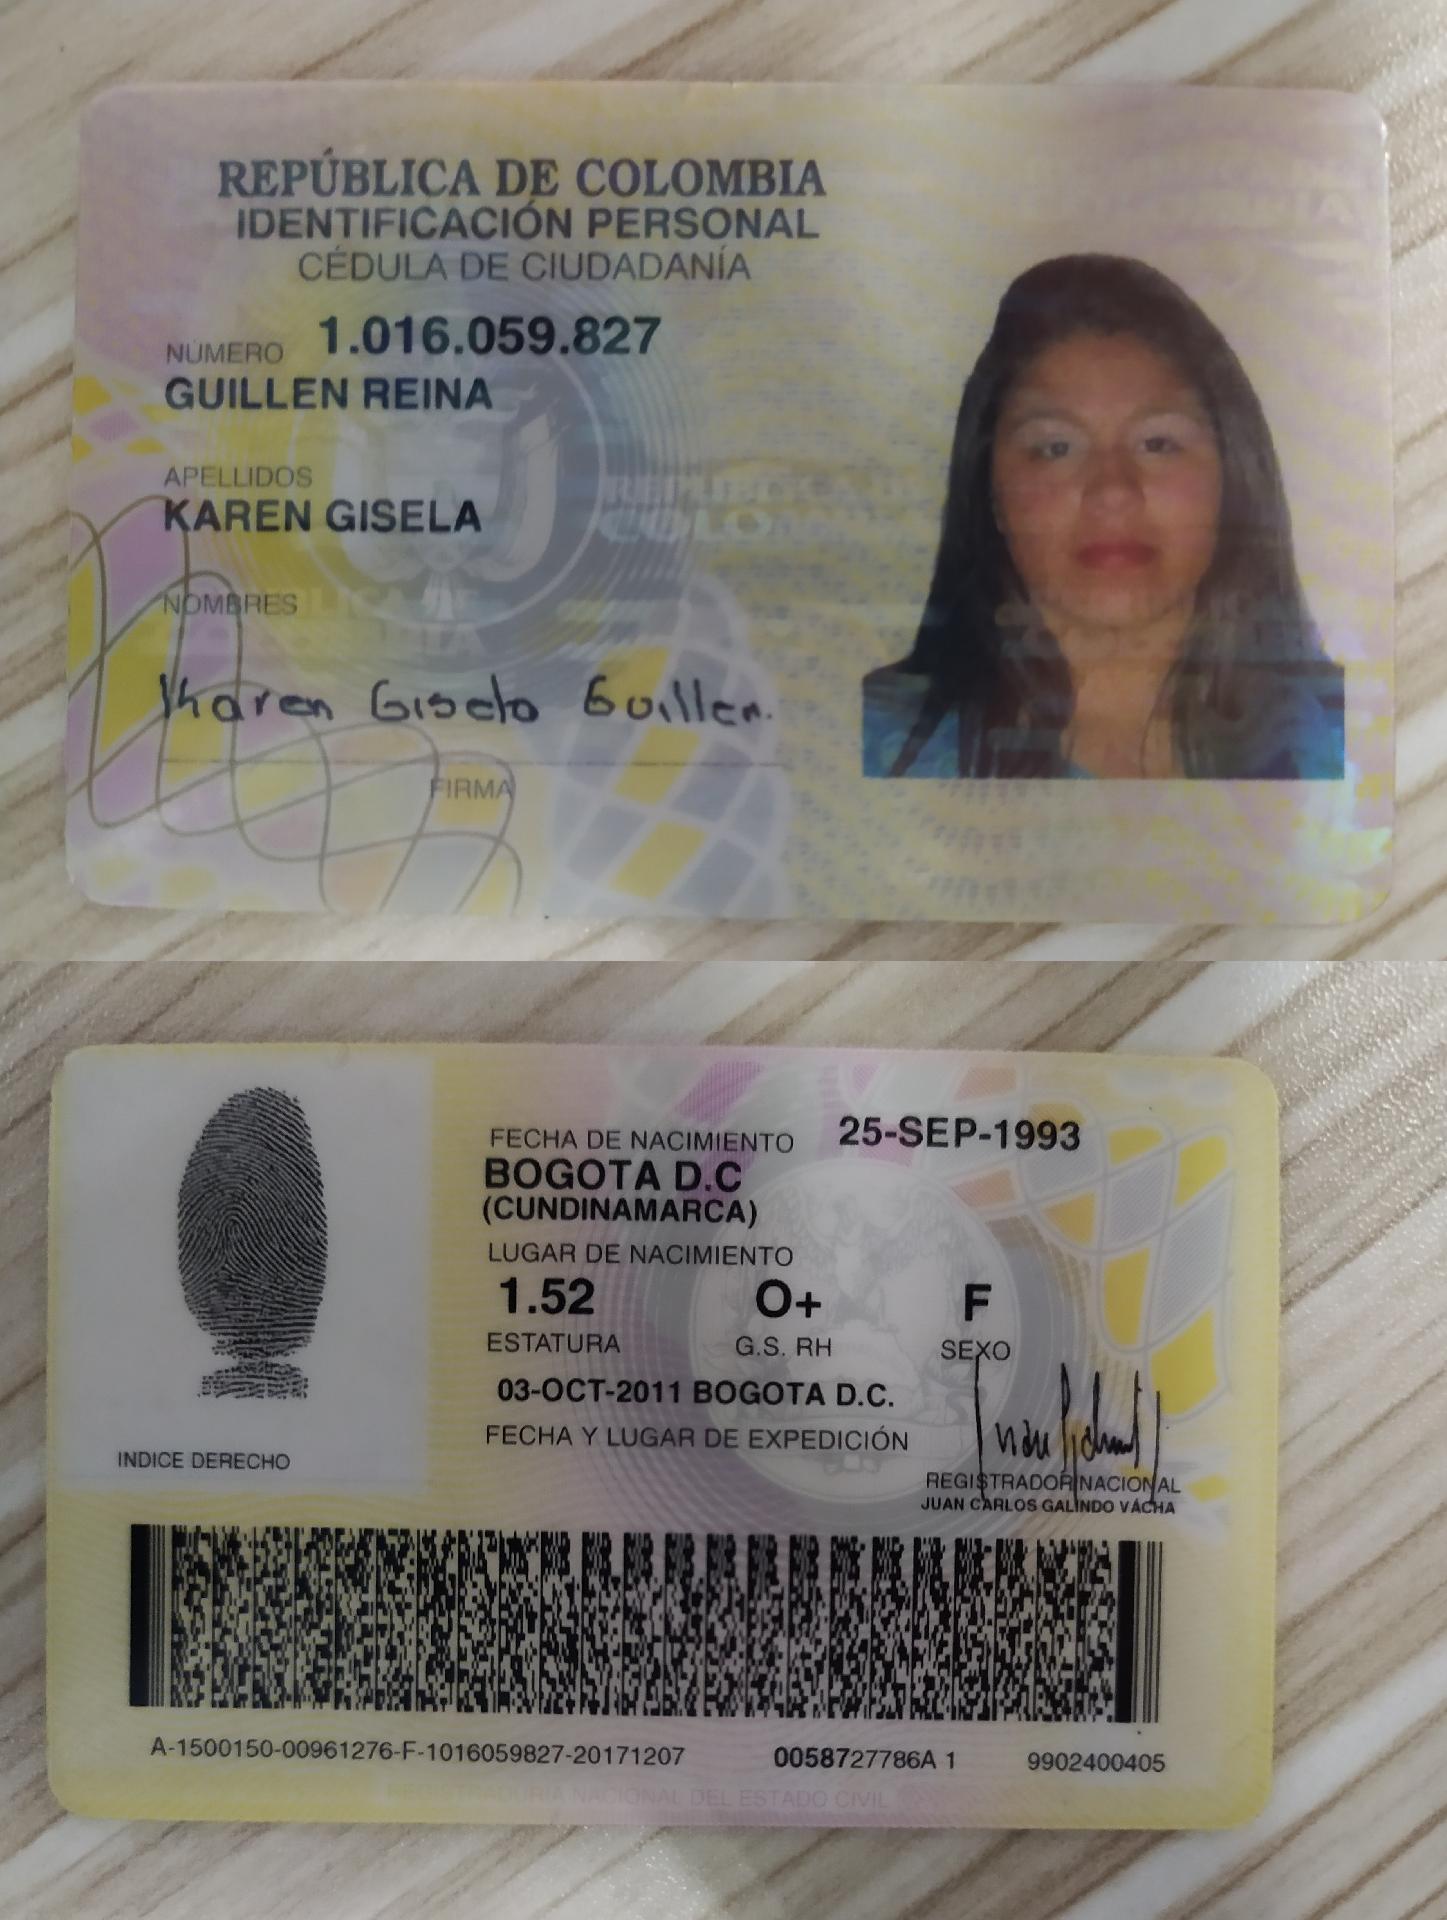 REPÚBLICA DE COLOMBIA
IDENTIFICACIÓN PERSONAL
CÉDULA DE CIUDADANÍA
NÚMERO 1.016.059.827
GUILLEN REINA
APELLIDOS
KAREN GISELA
NOMBRES
Karen Gisela Guillen.
FIRMA
FECHA DE NACIMIENTO 25-SEP-1993
BOGOTA D.C
(CUNDINAMARCA)
LUGAR DE NACIMIENTO
1.52 O+ F
ESTATURA G.S. RH SEXO
03-OCT-2011 BOGOTA D.C.
FECHA Y LUGAR DE EXPEDICIÓN
INDICE DERECHO
REGISTRADOR NACIONAL
JUAN CARLOS GALINDO VÁCHA
A-1500150-00961276-F-1016059827-20171207 0058727786A 1 9902400405
REGISTRADURIA NACIONAL DEL ESTADO CIVIL